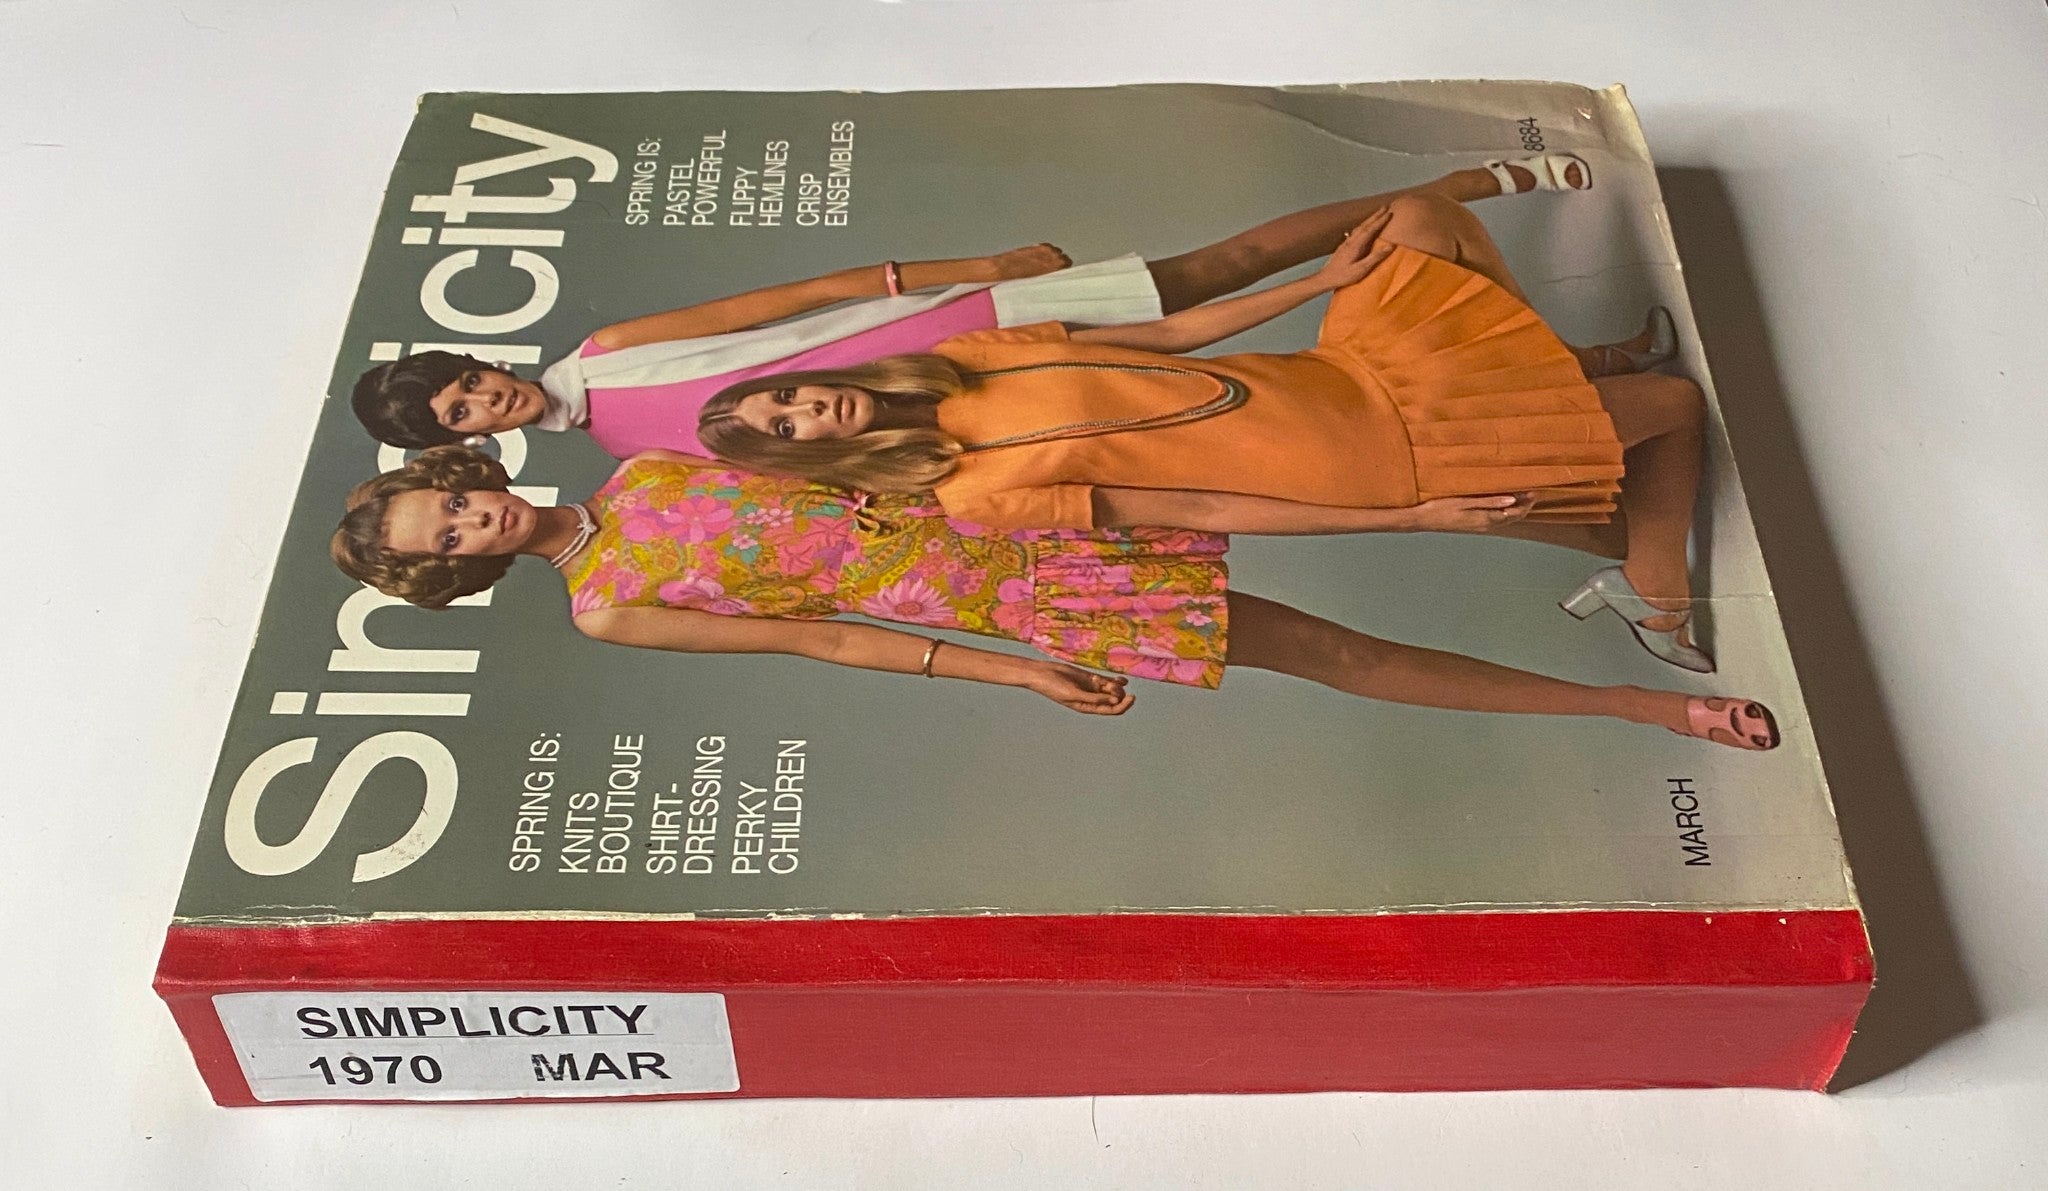 Simplicity
SPRING IS:
KNITS
BOUTIQUE
SHIRT-
DRESSING
PERKY
CHILDREN
SPRING IS:
PASTEL
POWERFUL
FLIPPY
HEMLINES
CRISP
ENSEMBLES
MARCH
8684
SIMPLICITY
1970 MAR